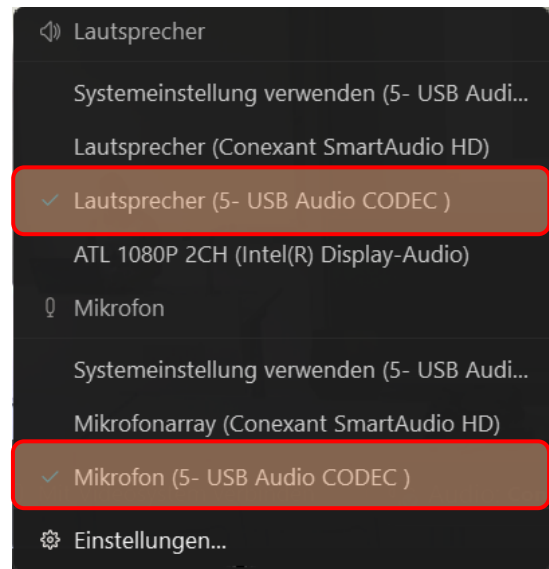 Lautsprecher
Systemeinstellung verwenden (5- USB Audi...
Lautsprecher (Conexant SmartAudio HD)
Lautsprecher (5- USB Audio CODEC )
ATL 1080P 2CH (Intel(R) Display-Audio)
Mikrofon
Systemeinstellung verwenden (5- USB Audi...
Mikrofonarray (Conexant SmartAudio HD)
Mikrofon (5- USB Audio CODEC )
Einstellungen...